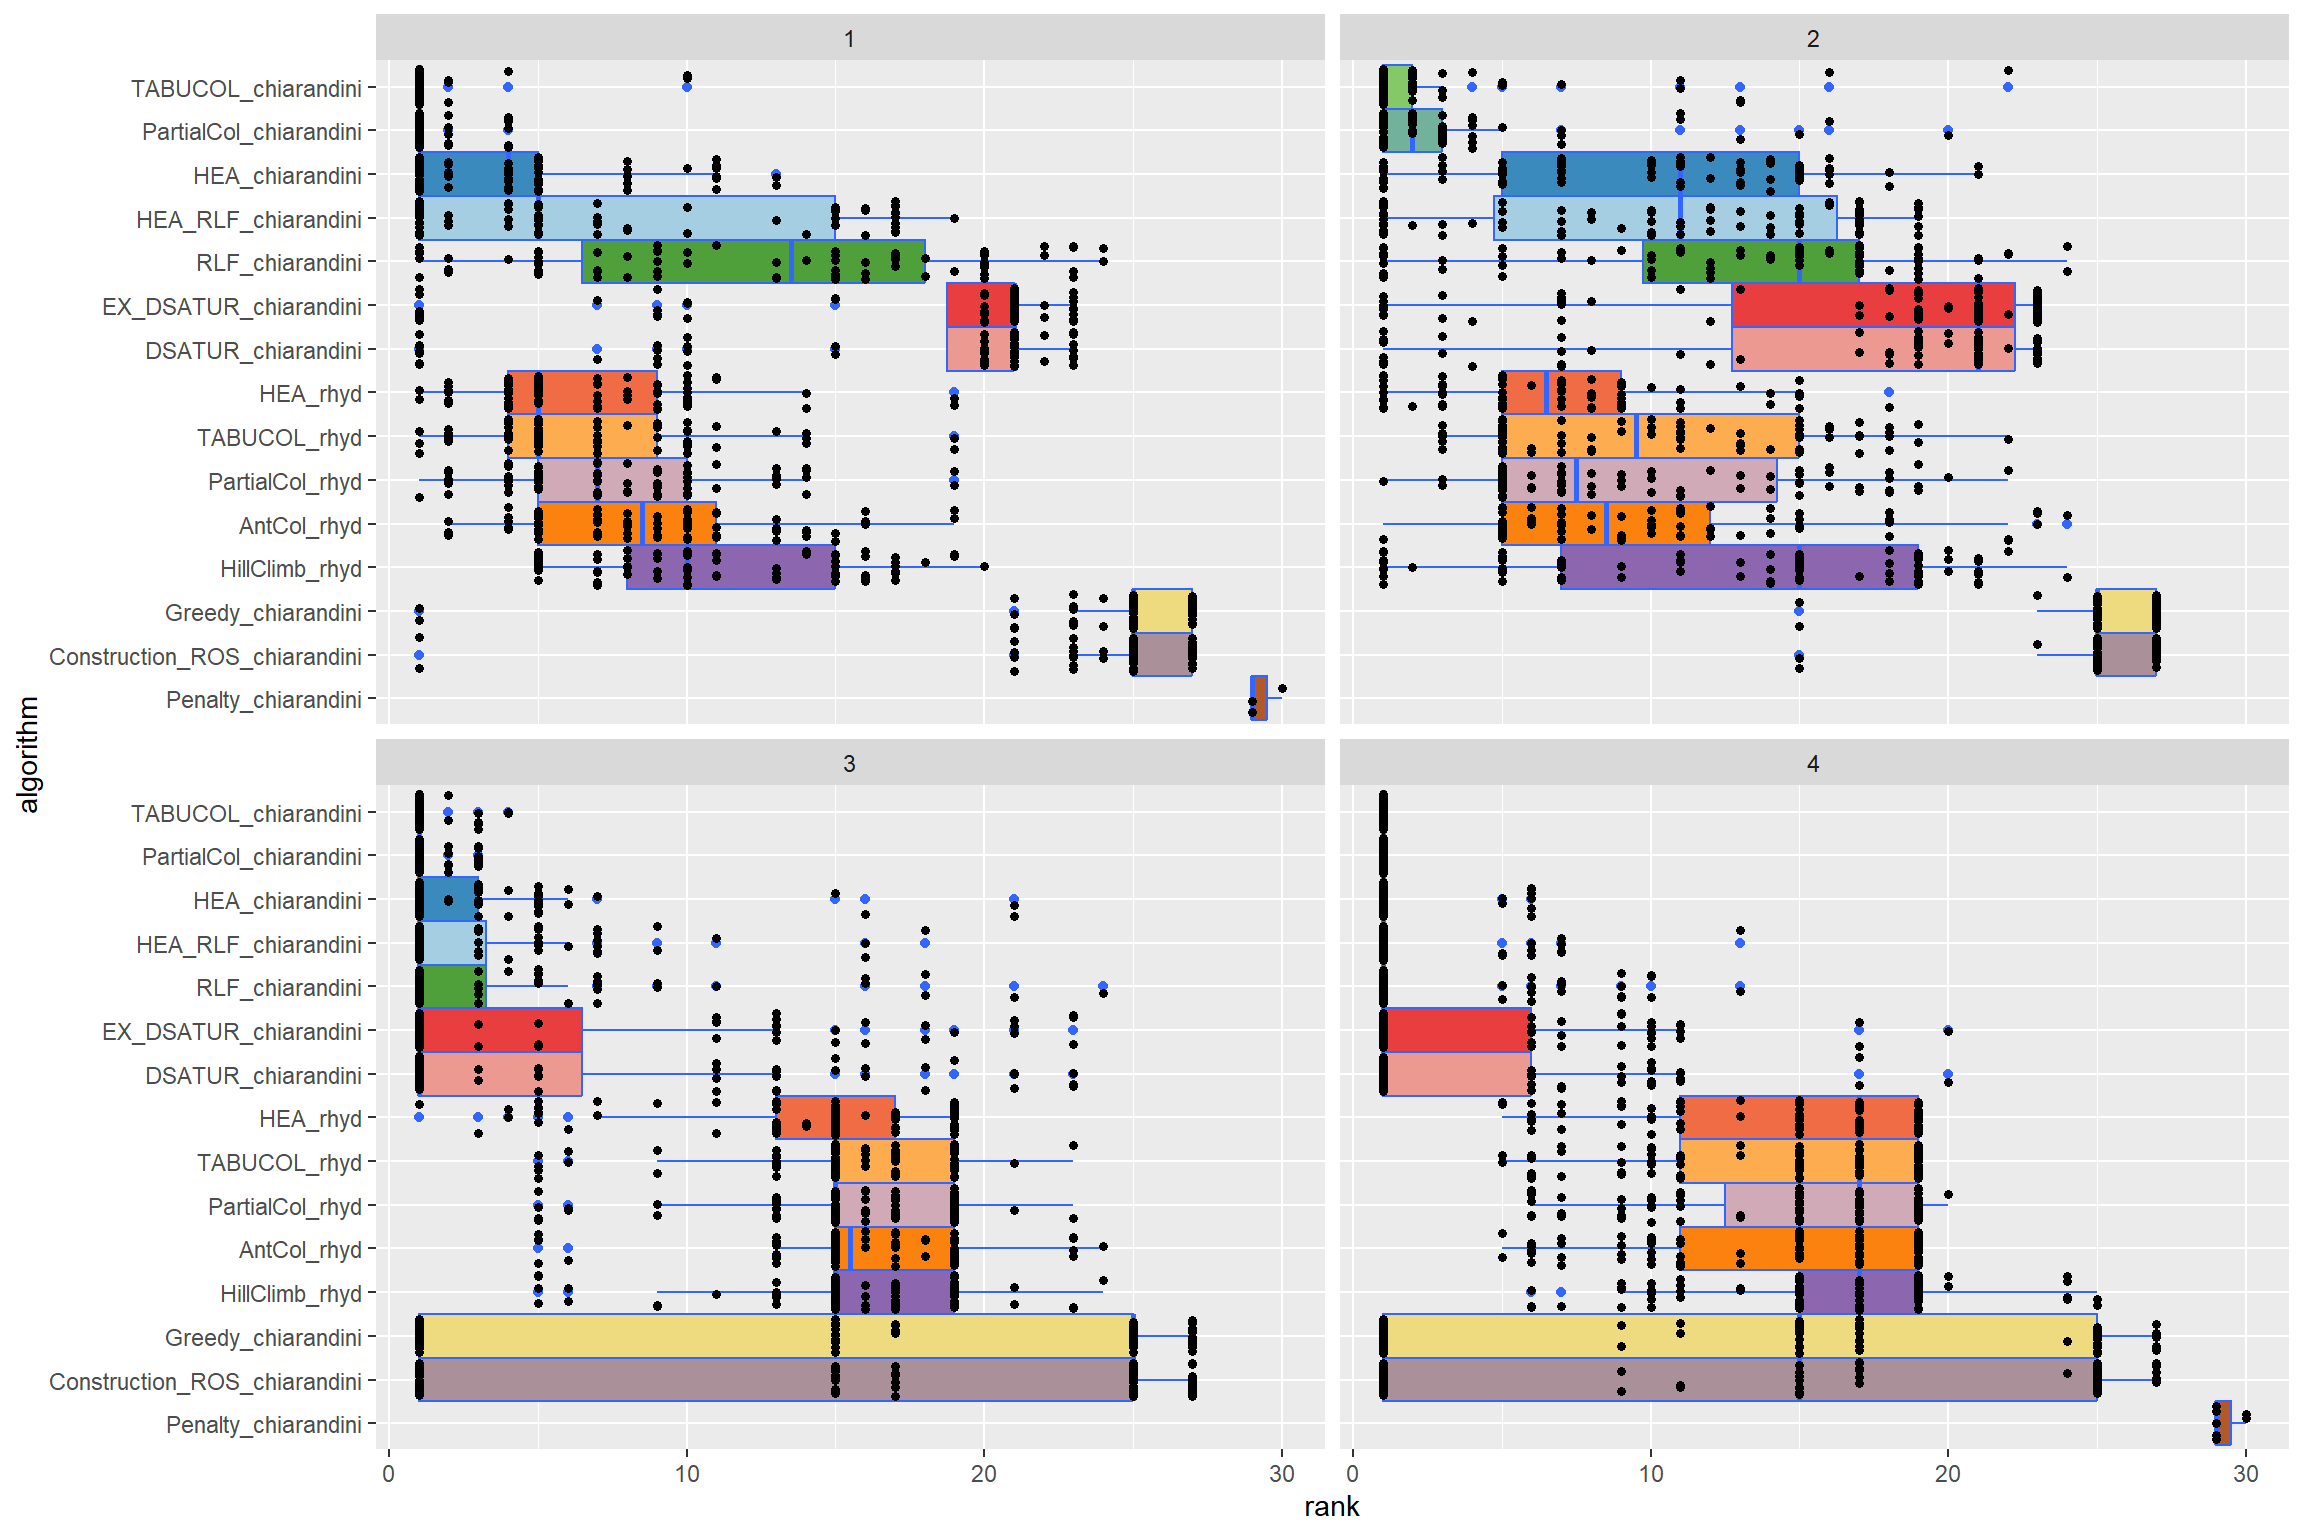 1
2
TABUCOL_chiarandini
PartialCol_chiarandini
HEA_chiarandini
HEA_RLF_chiarandini
RLF_chiarandini
EX_DSATUR_chiarandini
DSATUR_chiarandini
HEA_rhyd
TABUCOL_rhyd
PartialCol_rhyd
AntCol_rhyd
HillClimb_rhyd
Greedy_chiarandini
Construction_ROS_chiarandini
Penalty_chiarandini
algorithm
3
4
TABUCOL_chiarandini
PartialCol_chiarandini
HEA_chiarandini
HEA_RLF_chiarandini
RLF_chiarandini
EX_DSATUR_chiarandini
DSATUR_chiarandini
HEA_rhyd
TABUCOL_rhyd
PartialCol_rhyd
AntCol_rhyd
HillClimb_rhyd
Greedy_chiarandini
Construction_ROS_chiarandini
Penalty_chiarandini
0 10 20 30
0 10 20 30
rank